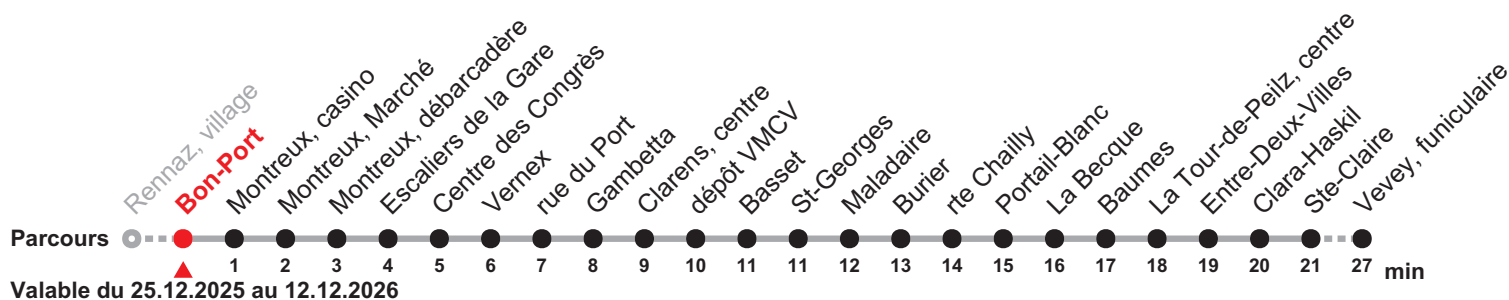 Rennaz, village
Bon-Port
Montreux, casino
Montreux, Marché
Montreux, débarcadère
Escaliers de la Gare
Centre des Congrès
Vernex
rue du Port
Gambetta
Clarens, centre
dépôt VMCV
Basset
St-Georges
Maladaire
Burier
rte Chailly
Portail-Blanc
La Becque
Baumes
La Tour-de-Peilz, centre
Entre-Deux-Villes
Clara-Haskil
Ste-Claire
Vevey, funiculaire
Parcours
1 2 3 4 5 6 7 8 9 10 11 11 12 13 14 15 16 17 18 19 20 21 27 min
Valable du 25.12.2025 au 12.12.2026